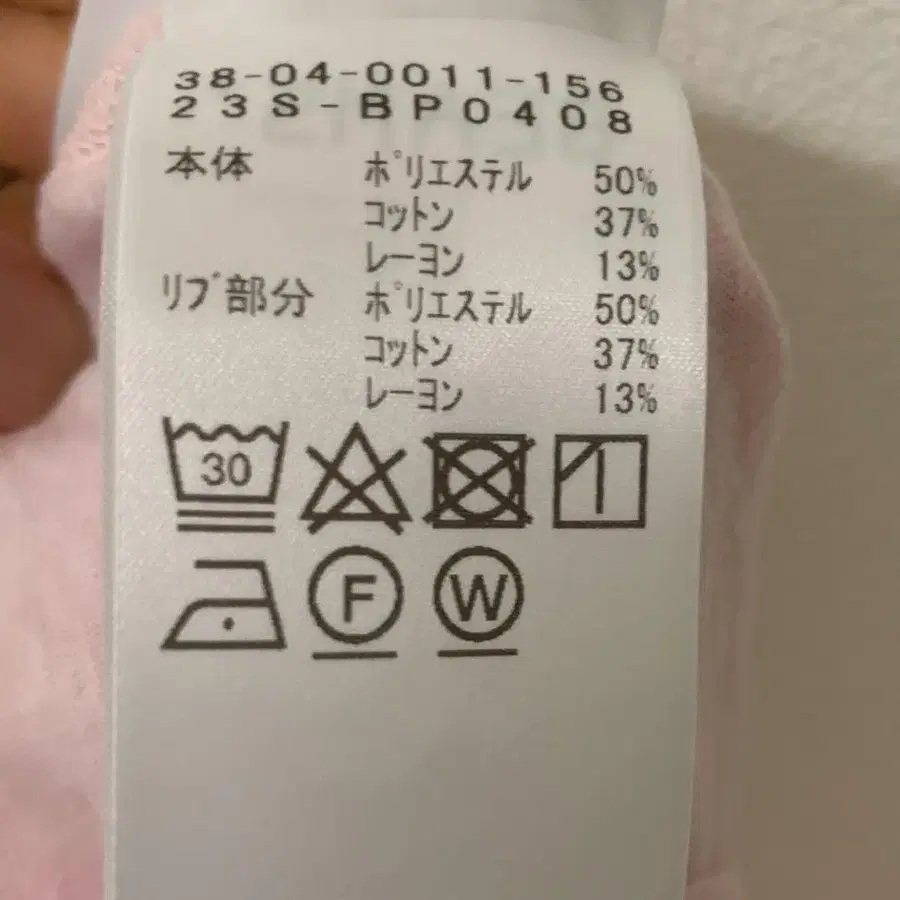 38-04-0011-156
23S-BP0408
本体 ポリエステル 50%
コットン 37%
レーヨン 13%
リブ部分 ポリエステル 50%
コットン 37%
レーヨン 13%
30
F W